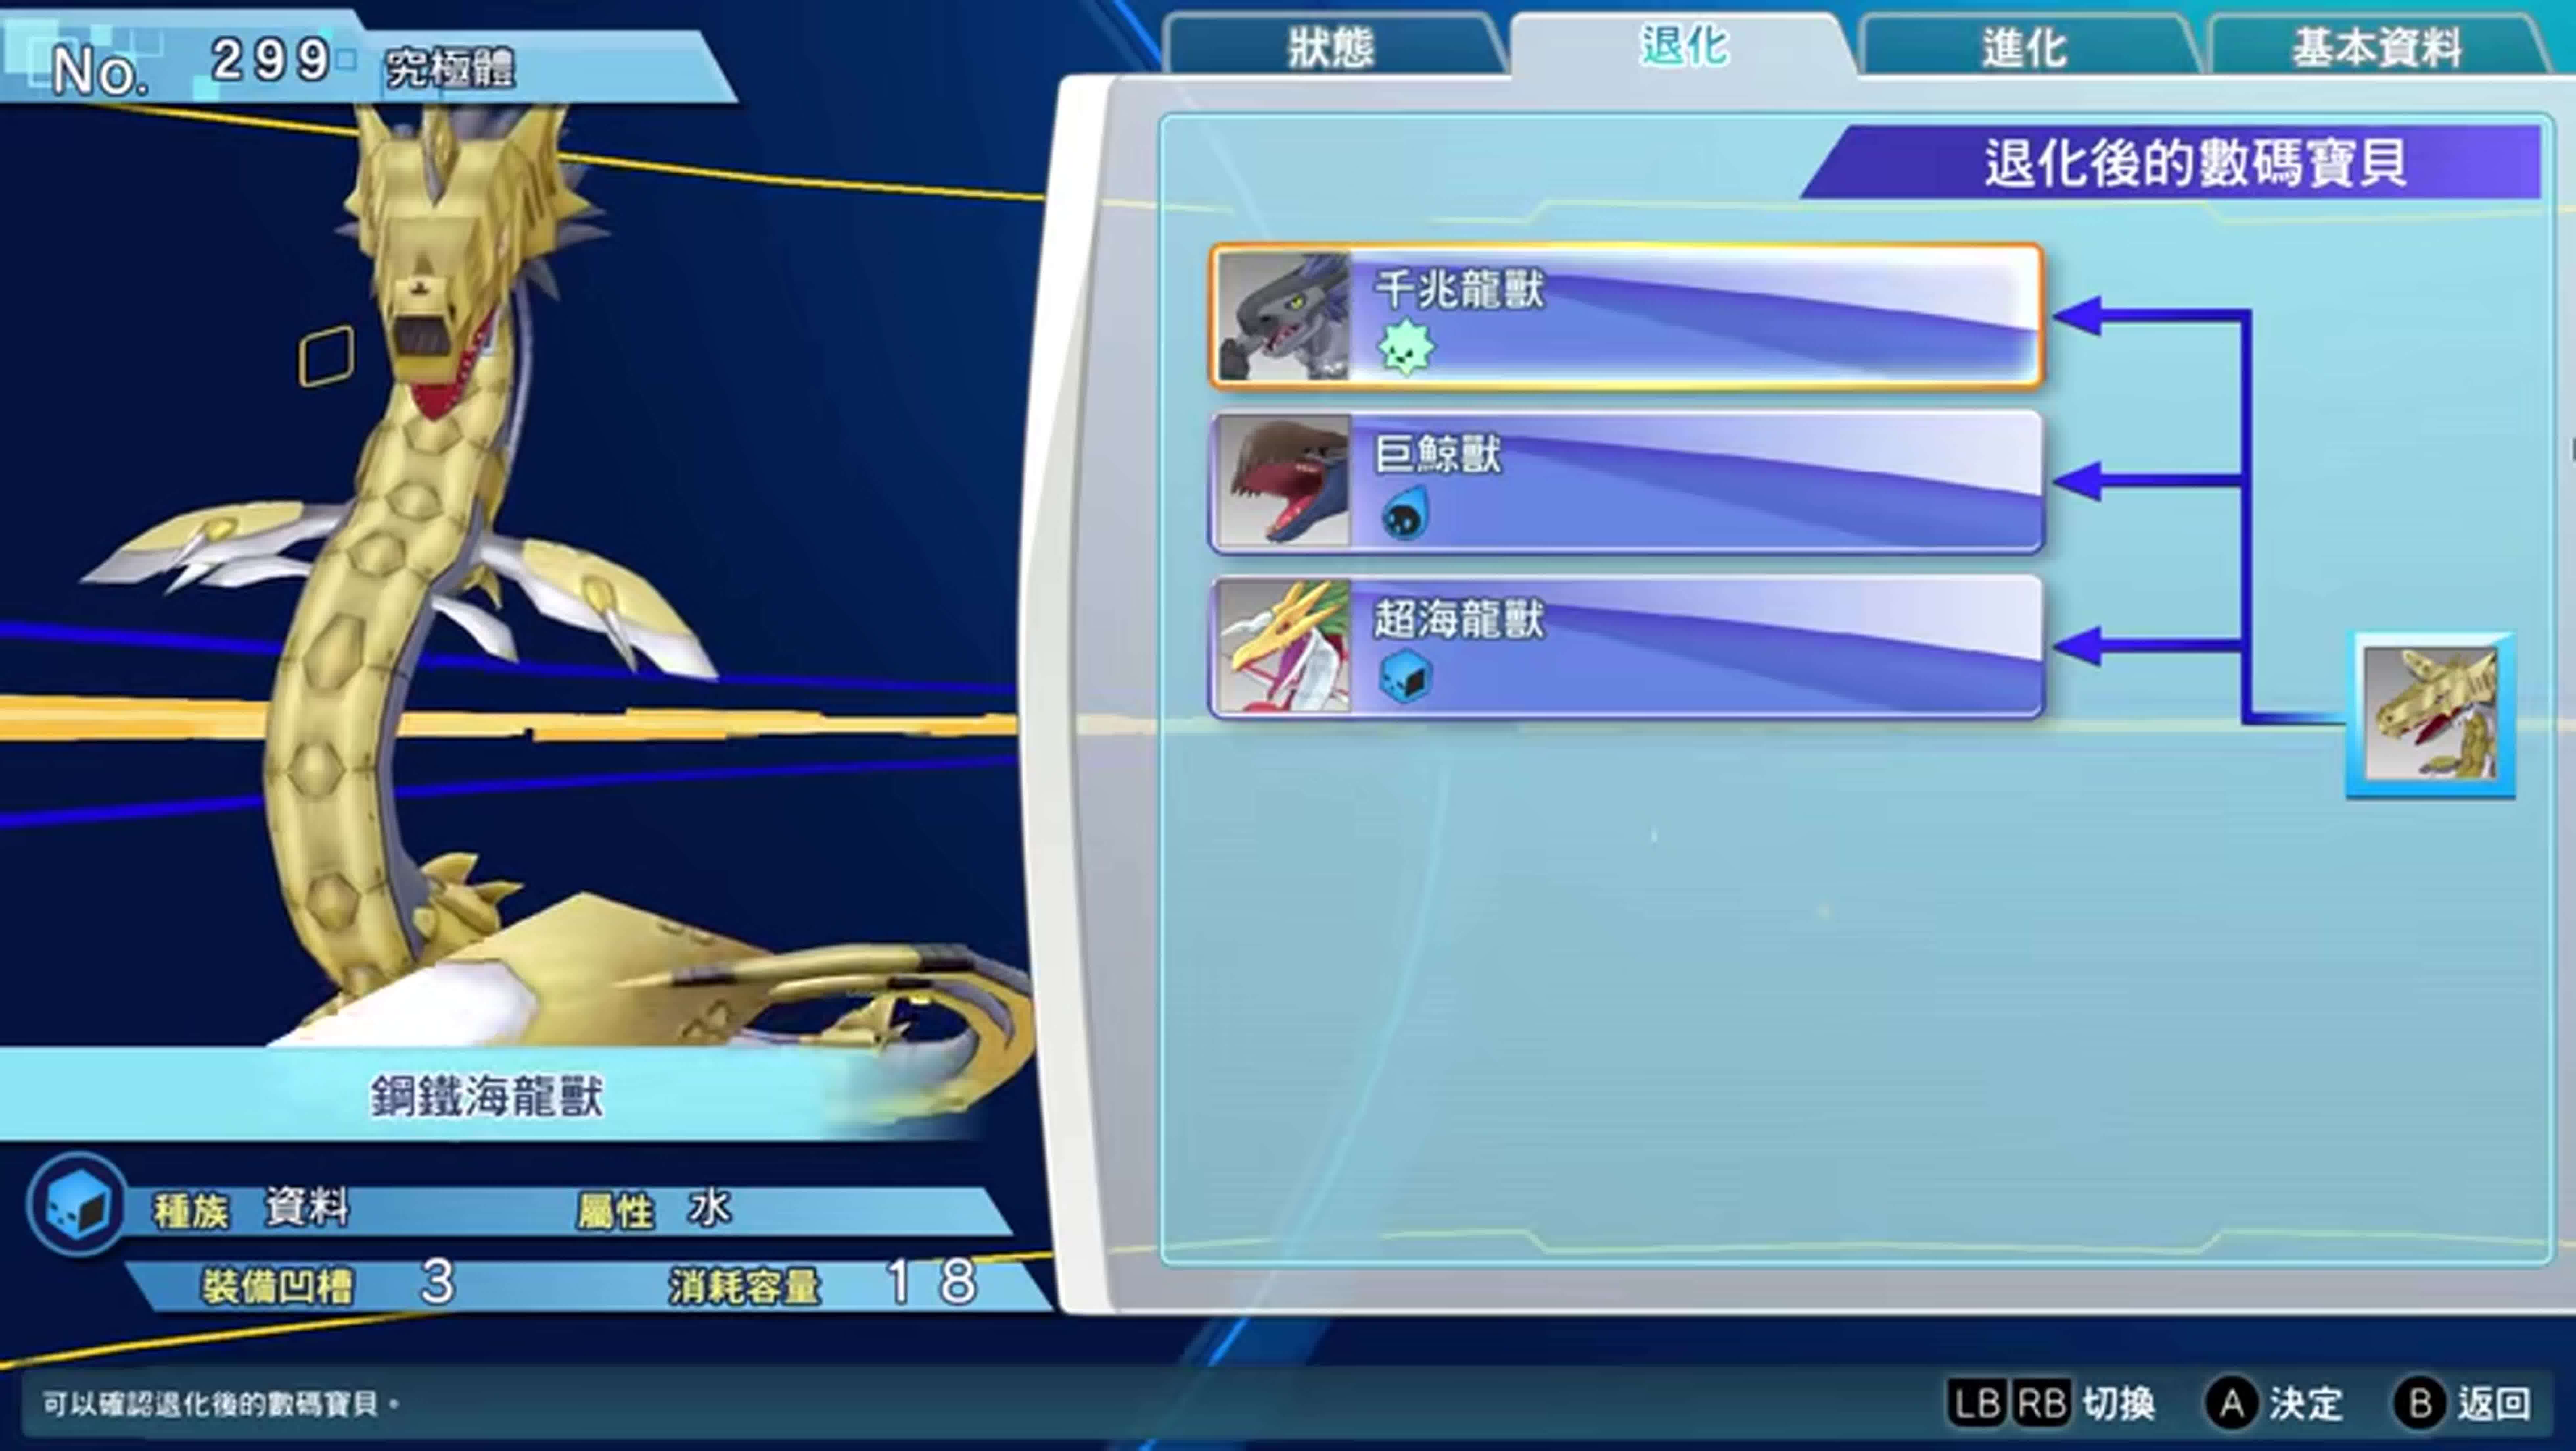 No. 299 究極體
狀態 退化 進化 基本資料
退化後的數碼寶貝
千兆龍獸
巨鯨獸
超海龍獸
鋼鐵海龍獸
種族 資料 屬性 水
裝備凹槽 3 消耗容量 18
可以確認退化後的數碼寶貝。
LB RB 切換 A 決定 B 返回